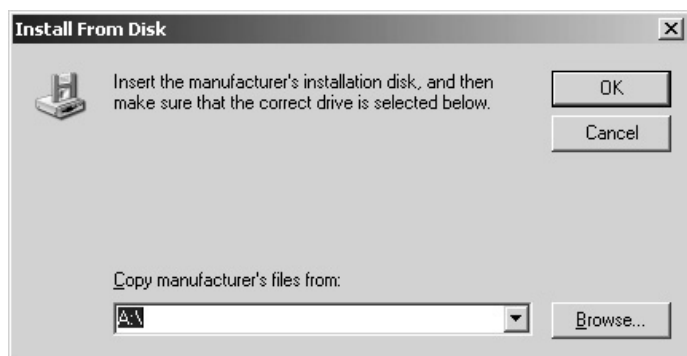 Install From Disk
Insert the manufacturer's installation disk, and then
make sure that the correct drive is selected below.
OK
Cancel
Copy manufacturer's files from:
A:\
Browse...